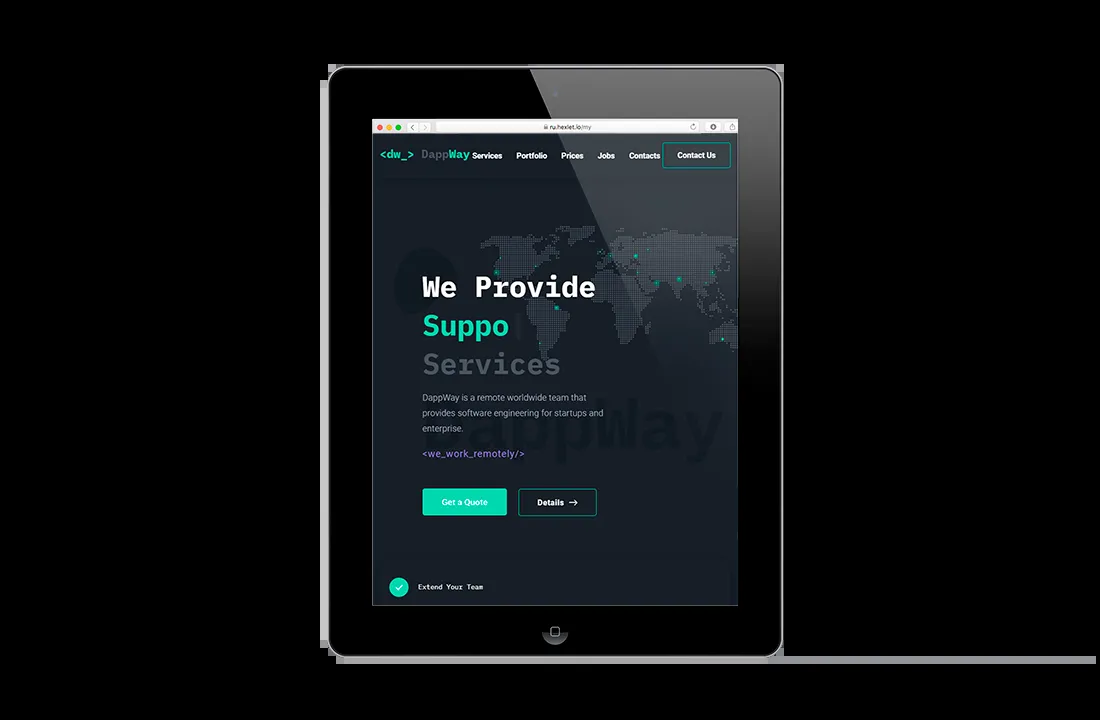 ru.hexlet.io/my
<dw_> DappWay Services Portfolio Prices Jobs Contacts Contact Us
We Provide
Suppo
Services
DappWay is a remote worldwide team that
provides software engineering for startups and
enterprise.
DappWay
<we_work_remotely/>
Get a Quote Details →
Extend Your Team